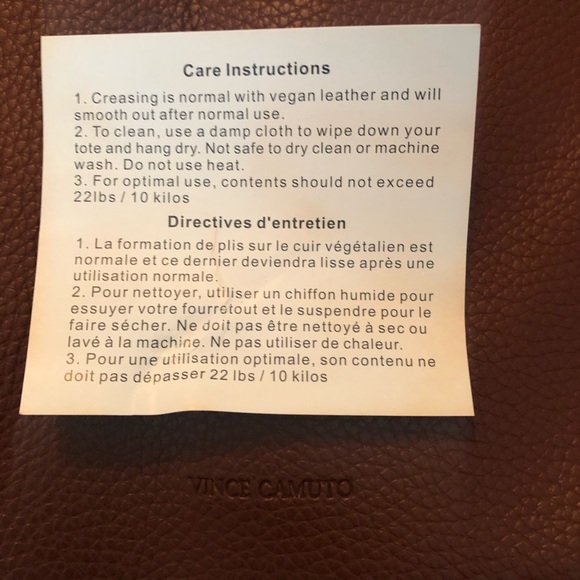 Care Instructions
1. Creasing is normal with vegan leather and will
smooth out after normal use.
2. To clean, use a damp cloth to wipe down your
tote and hang dry. Not safe to dry clean or machine
wash. Do not use heat.
3. For optimal use, contents should not exceed
22lbs / 10 kilos
Directives d'entretien
1. La formation de plis sur le cuir végétalien est
normale et ce dernier deviendra lisse après une
utilisation normale.
2. Pour nettoyer, utiliser un chiffon humide pour
essuyer votre fourretout et le suspendre pour le
faire sécher. Ne doit pas être nettoyé à sec ou
lavé à la machine. Ne pas utiliser de chaleur.
3. Pour une utilisation optimale, son contenu ne
doit pas dépasser 22 lbs / 10 kilos
VINCE CAMUTO